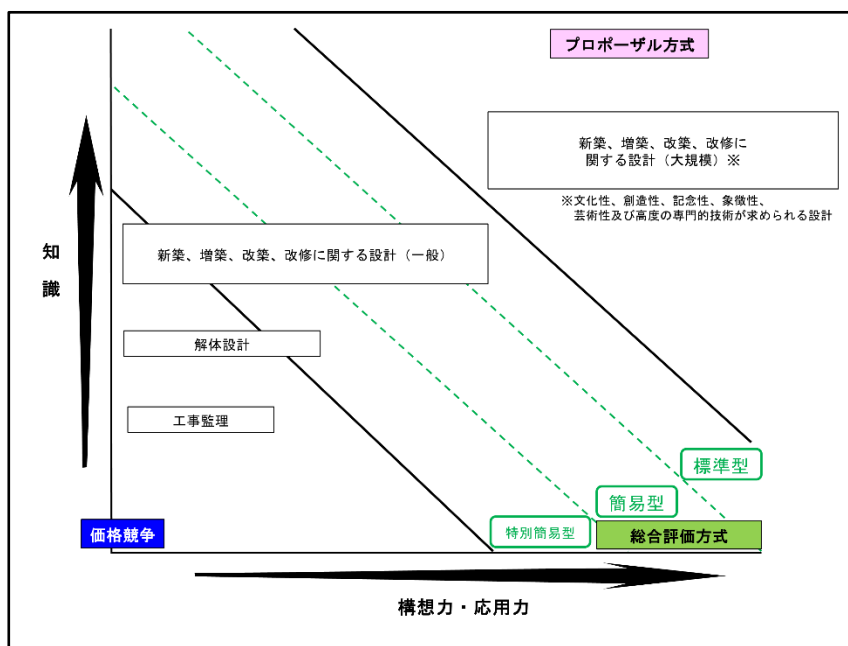 プロポーザル方式
新築、増築、改築、改修に
関する設計（大規模）※
※文化性、創造性、記念性、象徴性、
芸術性及び高度の専門的技術が求められる設計
知
識
新築、増築、改築、改修に関する設計（一般）
解体設計
工事監理
標準型
簡易型
特別簡易型
価格競争
総合評価方式
構想力・応用力